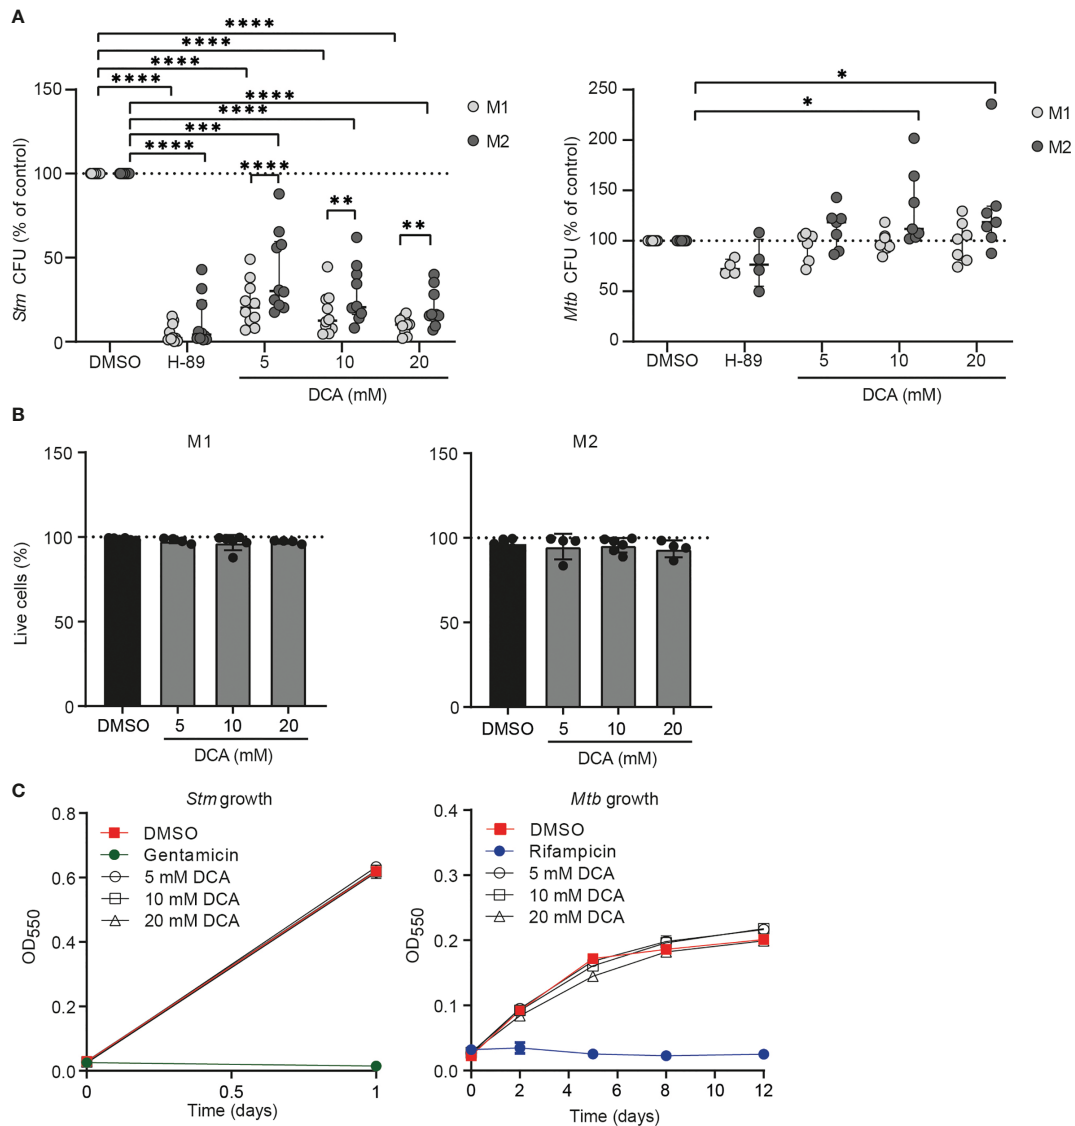 A
****
****
****
****
****
****
***
****
****
**
**
150
100
50
0
Stm CFU (% of control)
M1
M2
DMSO H-89 5 10 20
DCA (mM)
*
*
250
200
150
100
50
0
Mtb CFU (% of control)
M1
M2
DMSO H-89 5 10 20
DCA (mM)
B
M1
150
100
50
0
Live cells (%)
DMSO 5 10 20
DCA (mM)
M2
150
100
50
0
DMSO 5 10 20
DCA (mM)
C
Stm growth
0.8
0.6
0.4
0.2
0.0
OD550
DMSO
Gentamicin
5 mM DCA
10 mM DCA
20 mM DCA
0 0.5 1
Time (days)
Mtb growth
0.4
0.3
0.2
0.1
0.0
OD550
DMSO
Rifampicin
5 mM DCA
10 mM DCA
20 mM DCA
0 2 4 6 8 10 12
Time (days)